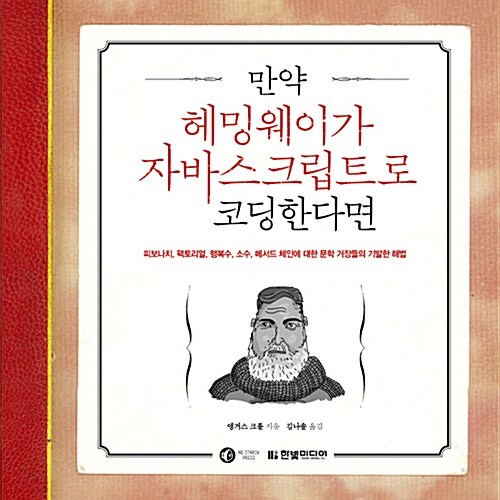 만약
헤밍웨이가
자바스크립트로
코딩한다면
피보나치, 팩토리얼, 행복수, 소수, 메서드 체인에 대한 문학 거장들의 기발한 해법
앵거스 크롤 지음 김나솔 옮김
NO STARCH
PRESS
한빛미디어